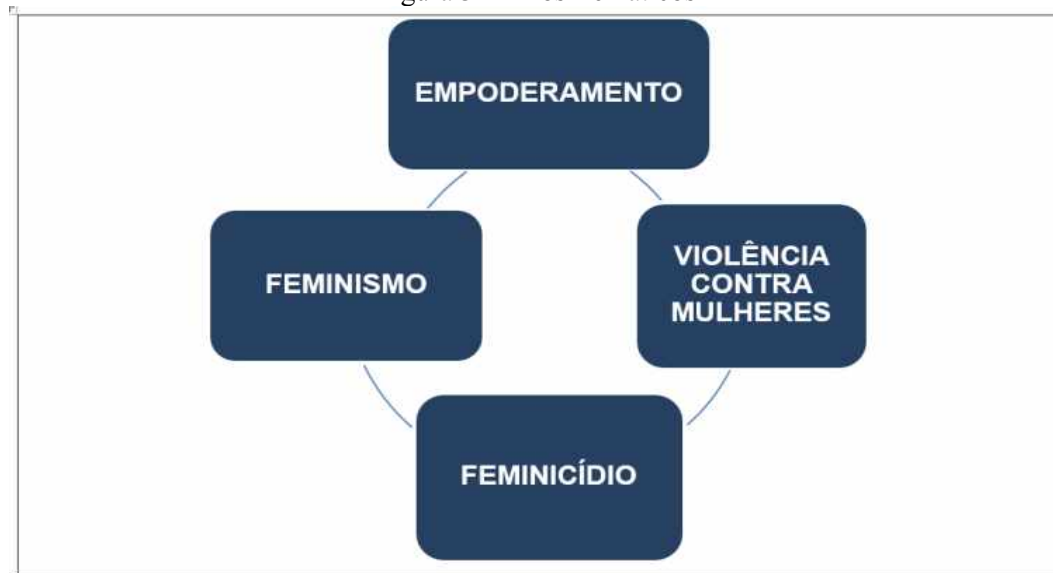 EMPODERAMENTO
FEMINISMO
VIOLÊNCIA
CONTRA
MULHERES
FEMINICÍDIO